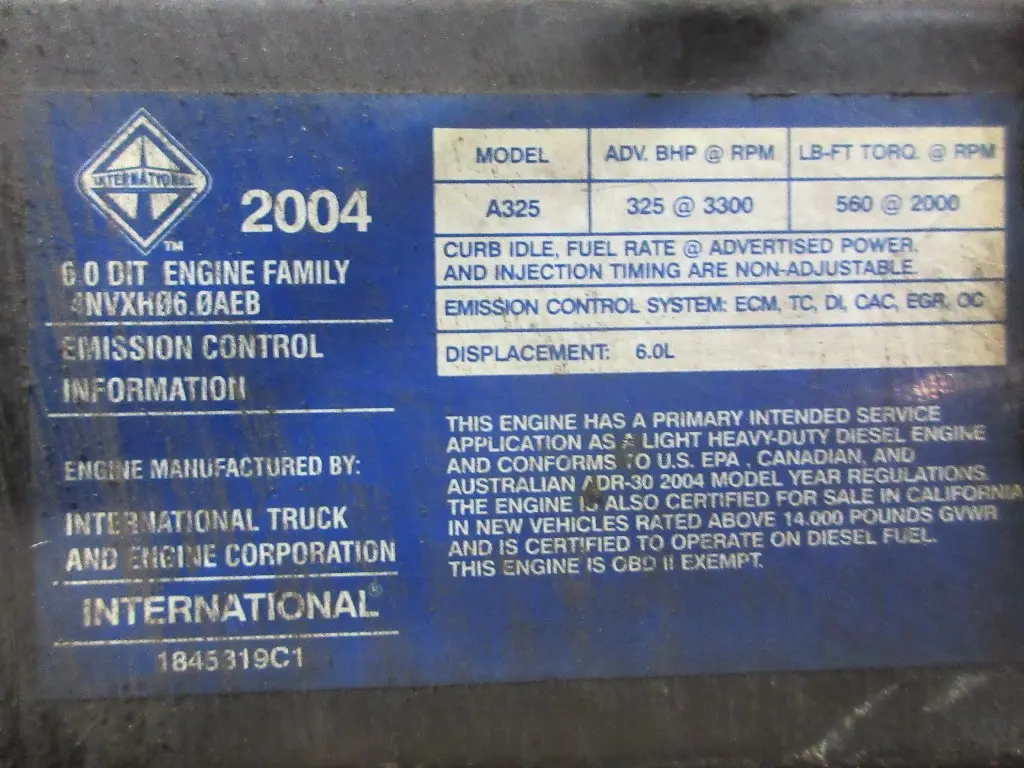 INTERNATIONAL
TM
2004
6.0 DIT ENGINE FAMILY
4NVXHØ6.ØAEB
EMISSION CONTROL
INFORMATION
ENGINE MANUFACTURED BY:
INTERNATIONAL TRUCK
AND ENGINE CORPORATION
INTERNATIONAL®
1845319C1
MODEL ADV. BHP @ RPM LB-FT TORQ. @ RPM
A325 325 @ 3300 560 @ 2000
CURB IDLE, FUEL RATE @ ADVERTISED POWER.
AND INJECTION TIMING ARE NON-ADJUSTABLE.
EMISSION CONTROL SYSTEM: ECM, TC, DI, CAC, EGR, OC
DISPLACEMENT: 6.0L
THIS ENGINE HAS A PRIMARY INTENDED SERVICE
APPLICATION AS A LIGHT HEAVY-DUTY DIESEL ENGINE
AND CONFORMS TO U.S. EPA , CANADIAN, AND
AUSTRALIAN ADR-30 2004 MODEL YEAR REGULATIONS.
THE ENGINE IS ALSO CERTIFIED FOR SALE IN CALIFORNIA
IN NEW VEHICLES RATED ABOVE 14,000 POUNDS GVWR
AND IS CERTIFIED TO OPERATE ON DIESEL FUEL.
THIS ENGINE IS OBD II EXEMPT.